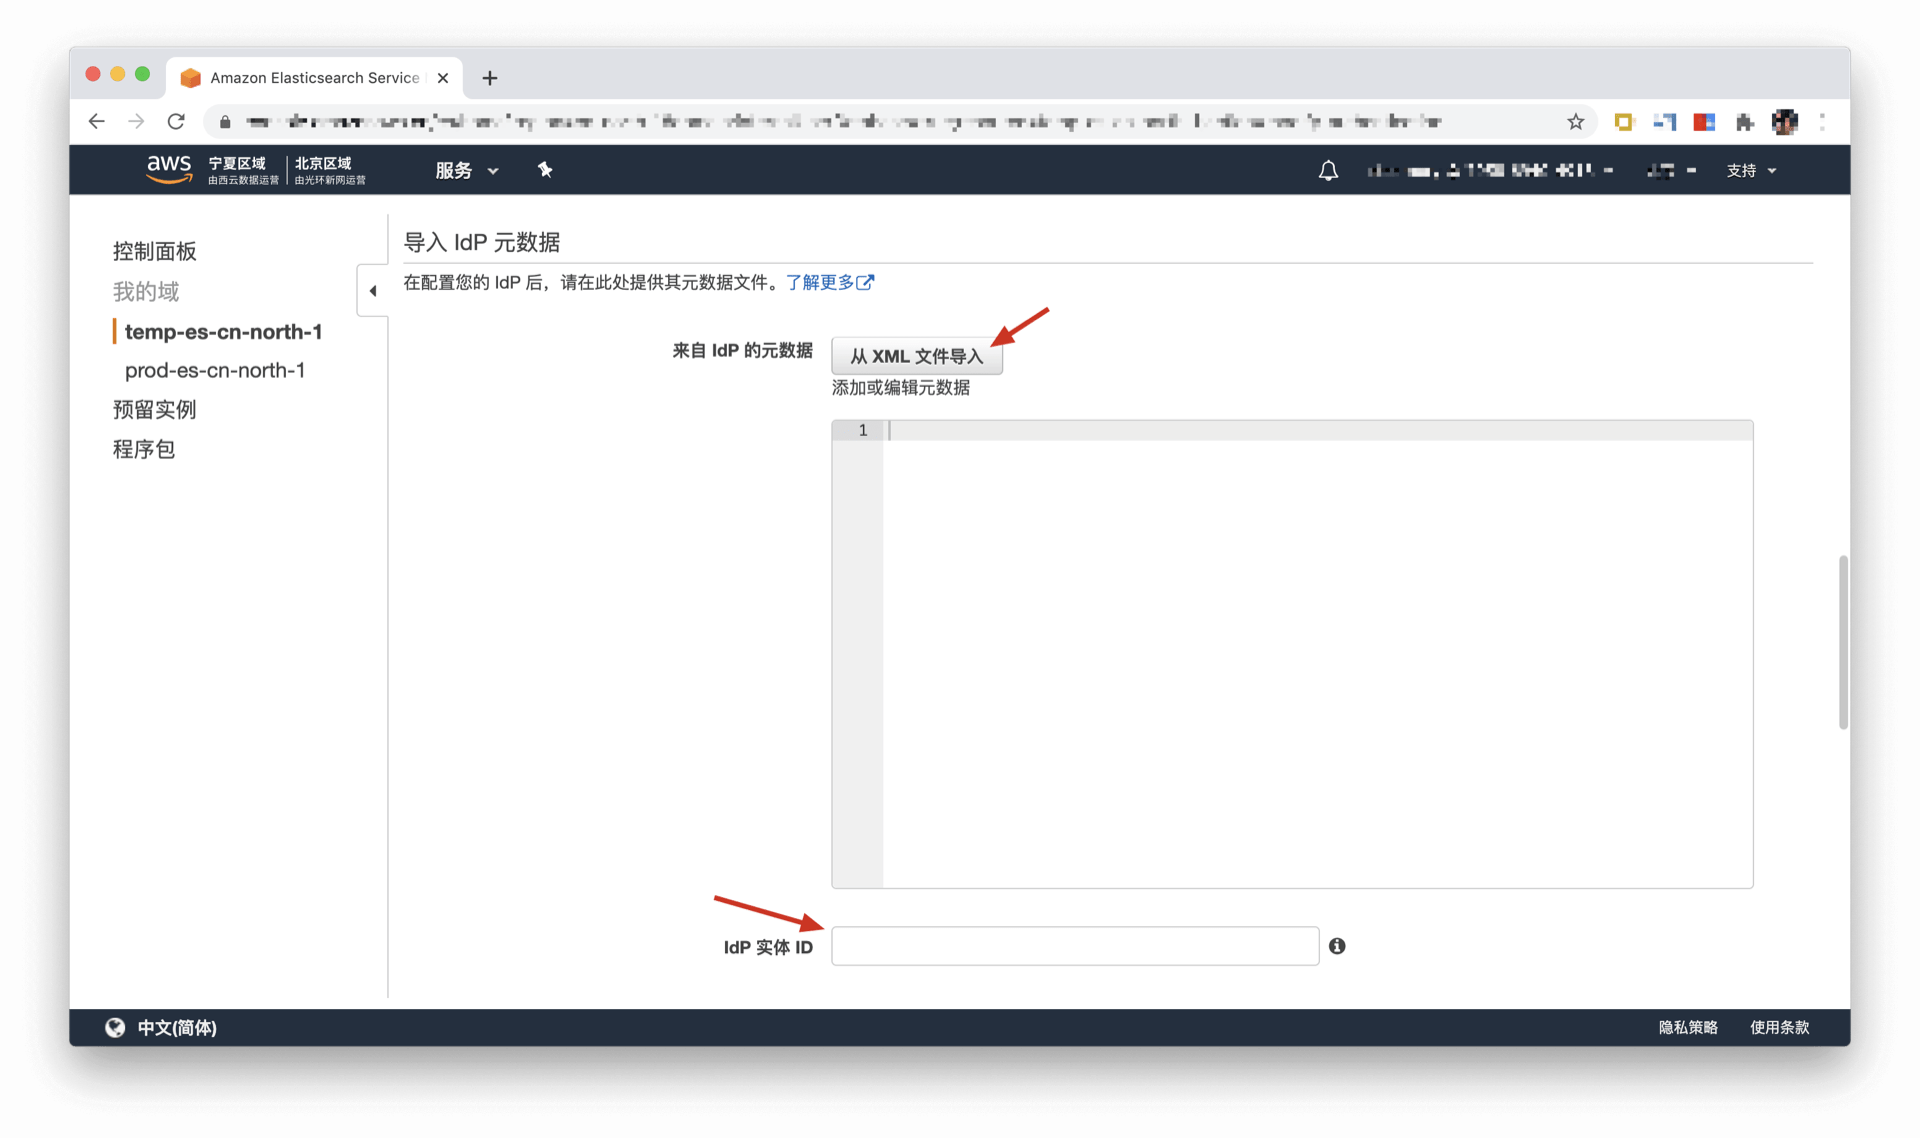 Amazon Elasticsearch Service
aws 宁夏区域 由西云数据运营 北京区域 由光环新网运营 服务 支持
控制面板
我的域
temp-es-cn-north-1
prod-es-cn-north-1
预留实例
程序包
导入 IdP 元数据
在配置您的 IdP 后，请在此处提供其元数据文件。了解更多
来自 IdP 的元数据 从 XML 文件导入
添加或编辑元数据
1
IdP 实体 ID
中文(简体) 隐私策略 使用条款